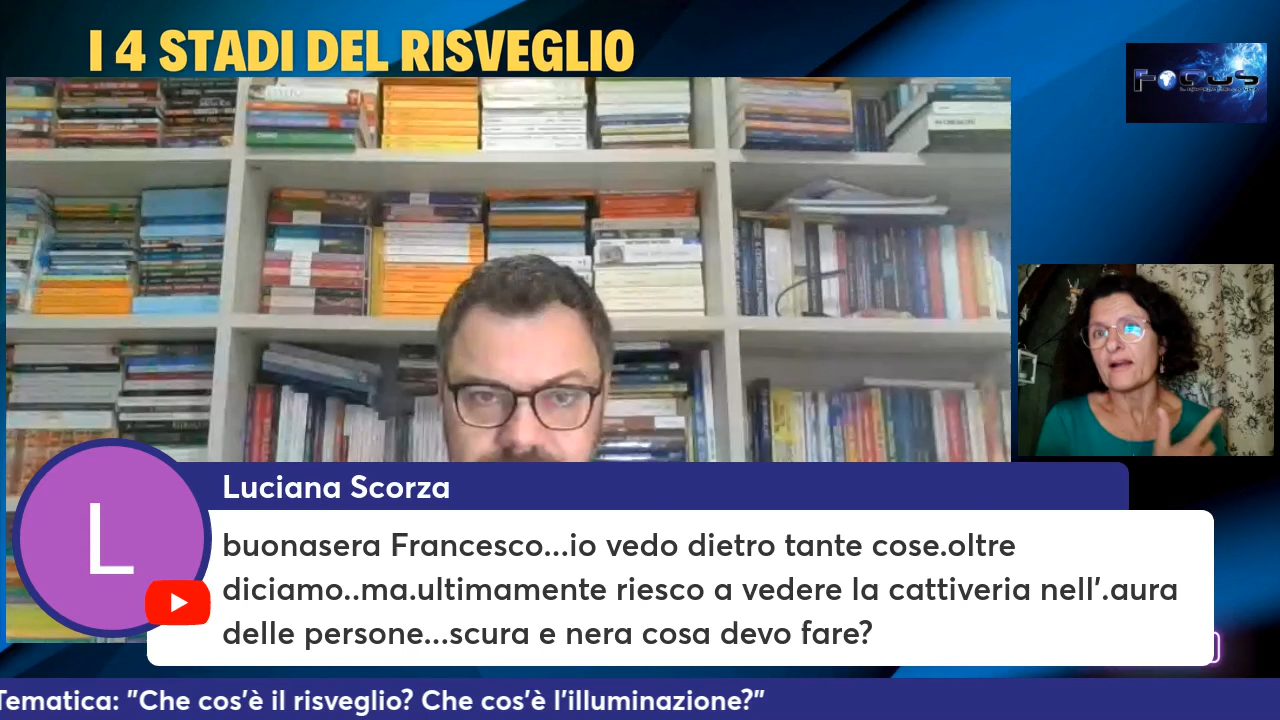 I 4 STADI DEL RISVEGLIO
FOCUS
Luciana Scorza
L
buonasera Francesco...io vedo dietro tante cose.oltre
diciamo..ma.ultimamente riesco a vedere la cattiveria nell'.aura
delle persone...scura e nera cosa devo fare?
Tematica: "Che cos'è il risveglio? Che cos'è l'illuminazione?"